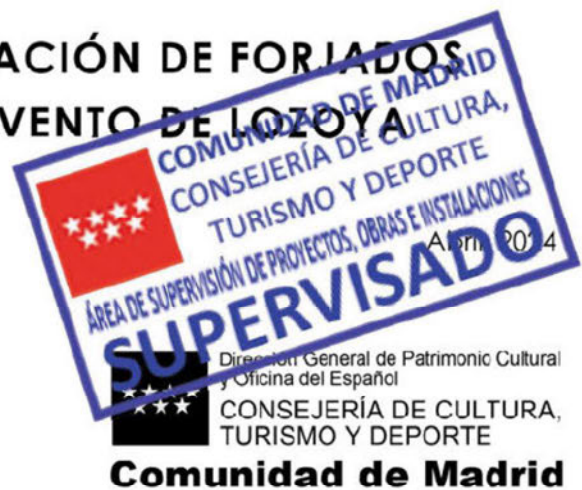 ACIÓN DE FORJADOS
VENTO DE LOZOYA
COMUNIDAD DE MADRID
CONSEJERÍA DE CULTURA,
TURISMO Y DEPORTE
ÁREA DE SUPERVISIÓN DE PROYECTOS, OBRAS E INSTALACIONES
SUPERVISADO
Abril 2024
Dirección General de Patrimonio Cultural
y Oficina del Español
CONSEJERÍA DE CULTURA,
TURISMO Y DEPORTE
Comunidad de Madrid